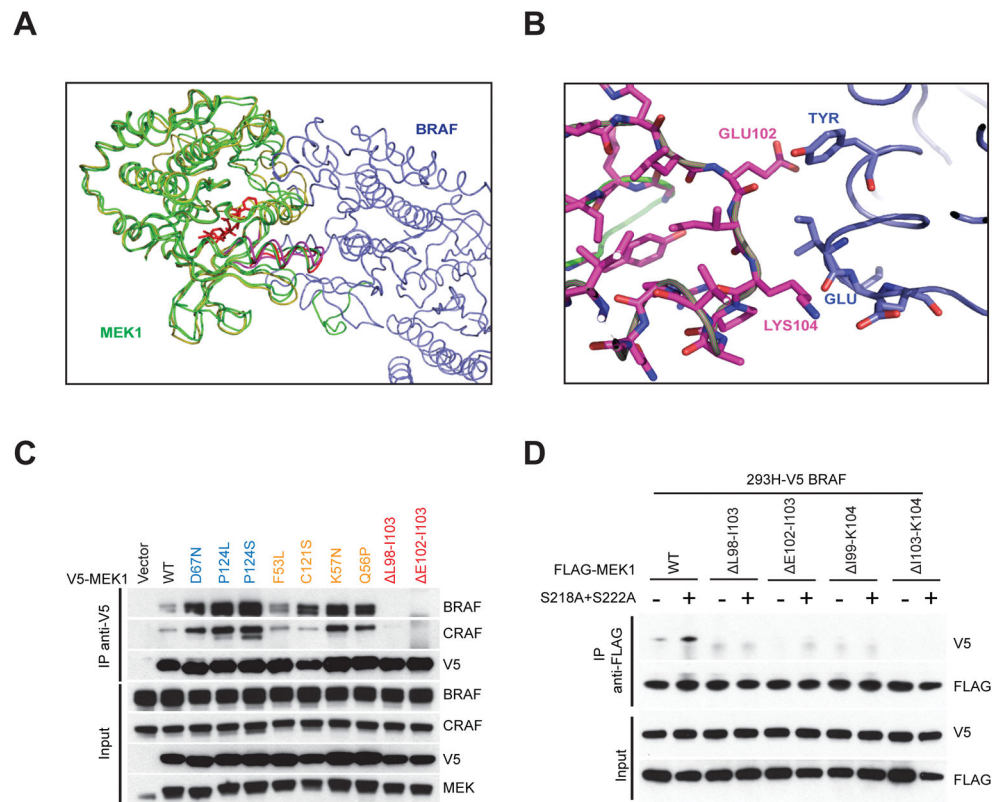 A
BRAF
MEK1
B
GLU102
TYR
GLU
LYS104
C
V5-MEK1
Vector
WT
D67N
P124L
P124S
F53L
C121S
K57N
Q56P
ΔL98-I103
ΔE102-I103
IP anti-V5
BRAF
CRAF
V5
Input
BRAF
CRAF
V5
MEK
D
293H-V5 BRAF
FLAG-MEK1
WT
ΔL98-I103
ΔE102-I103
ΔI99-K104
ΔI103-K104
S218A+S222A - + - + - + - + - +
IP
anti-FLAG
V5
FLAG
Input
V5
FLAG